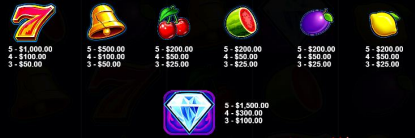 5 - $1,000.00
4 - $100.00
3 - $50.00
5 - $500.00
4 - $100.00
3 - $50.00
5 - $200.00
4 - $50.00
3 - $25.00
5 - $200.00
4 - $50.00
3 - $25.00
5 - $200.00
4 - $50.00
3 - $25.00
5 - $200.00
4 - $50.00
3 - $25.00
5 - $1,500.00
4 - $300.00
3 - $100.00